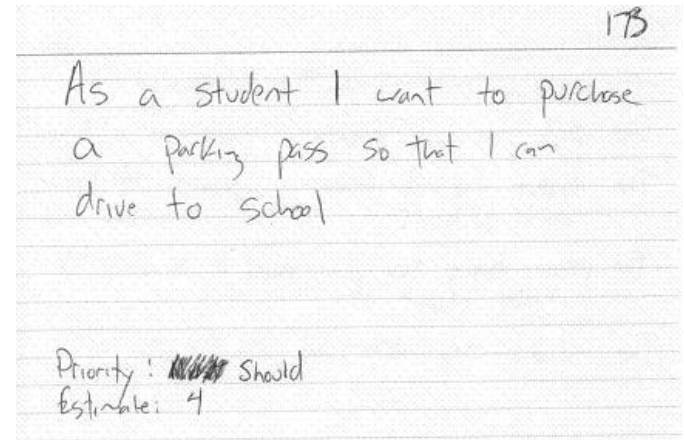 173
As a student I want to purchase
a parking pass so that I can
drive to school
Priority: Should
Estimate: 4